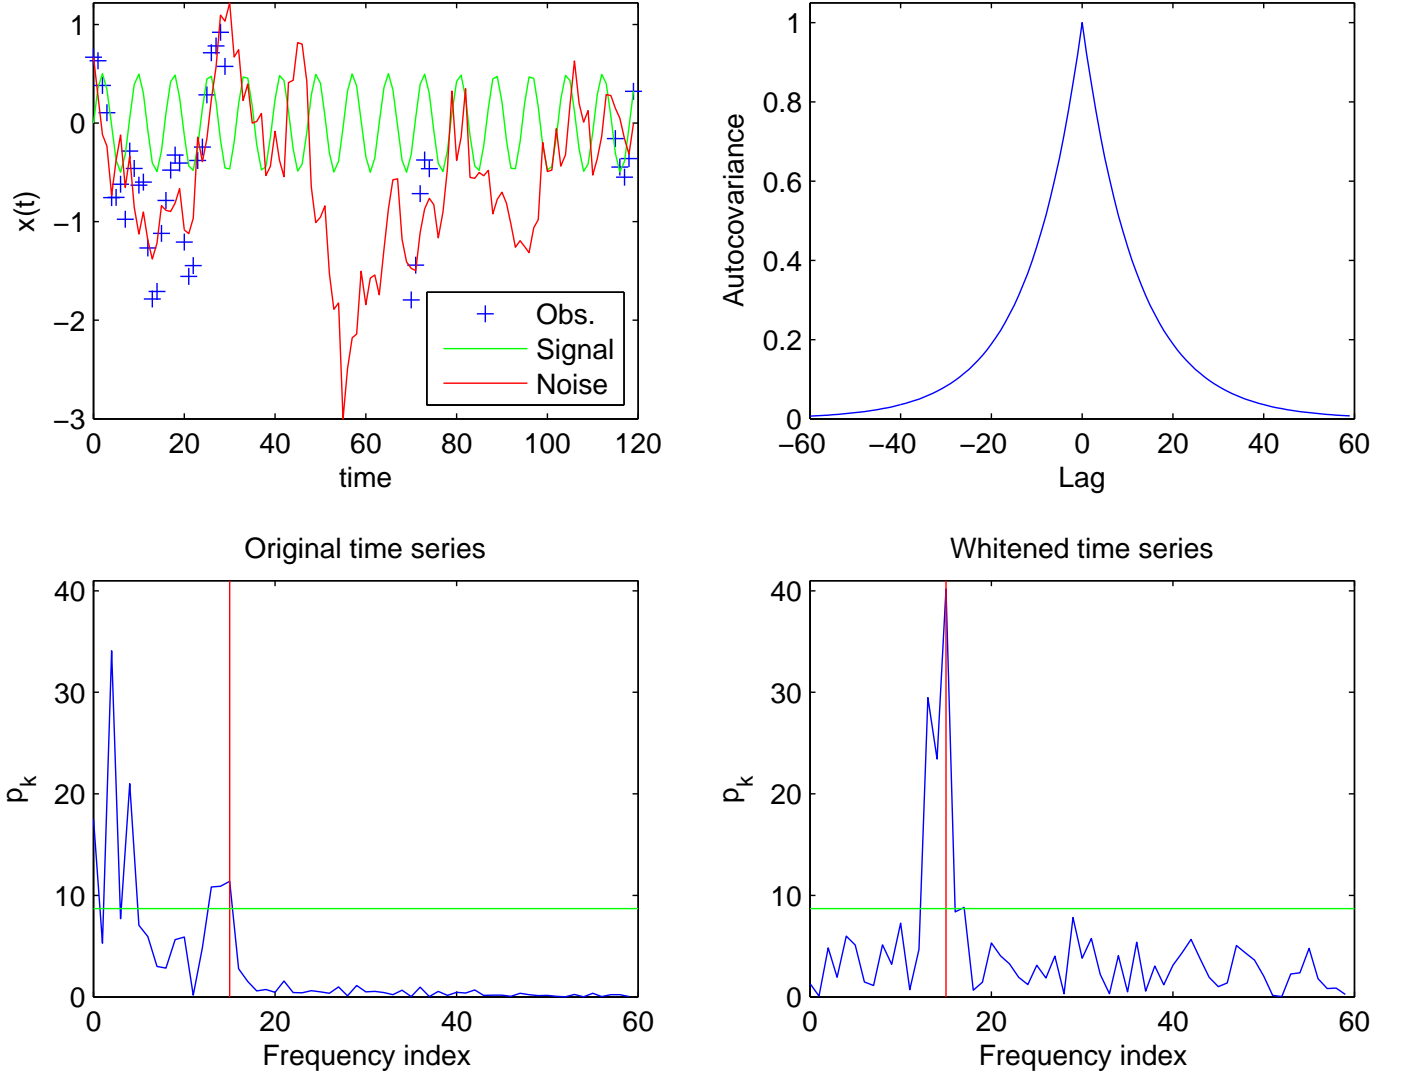 1
0
−1
−2
−3
x(t)
0 20 40 60 80 100 120
time
Obs.
Signal
Noise
1
0.8
0.6
0.4
0.2
0
Autocovariance
−60 −40 −20 0 20 40 60
Lag
Original time series
40
30
20
10
0
p_k
0 20 40 60
Frequency index
Whitened time series
40
30
20
10
0
p_k
0 20 40 60
Frequency index